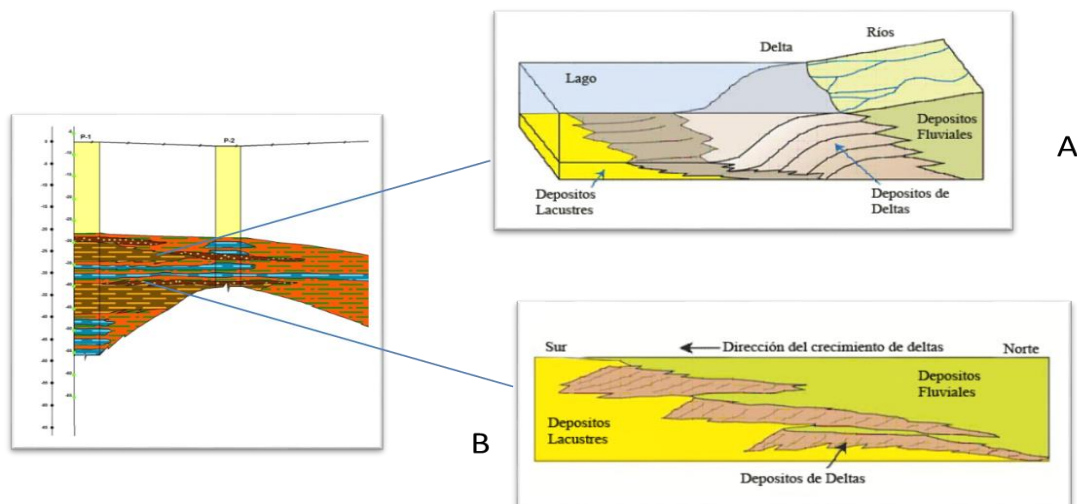 P-1
P-2
Ríos
Delta
Lago
Depositos
Fluviales
Depositos
Lacustres
Depositos de
Deltas
A
Sur
Dirección del crecimiento de deltas
Norte
Depositos
Fluviales
Depositos
Lacustres
Depositos de Deltas
B